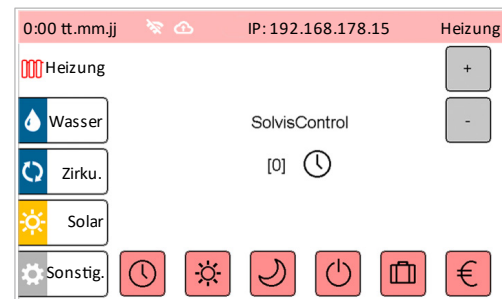 0:00 tt.mm.jj IP: 192.168.178.15 Heizung
Heizung
+
Wasser
-
SolvisControl
[0]
Zirku.
Solar
Sonstig.
€